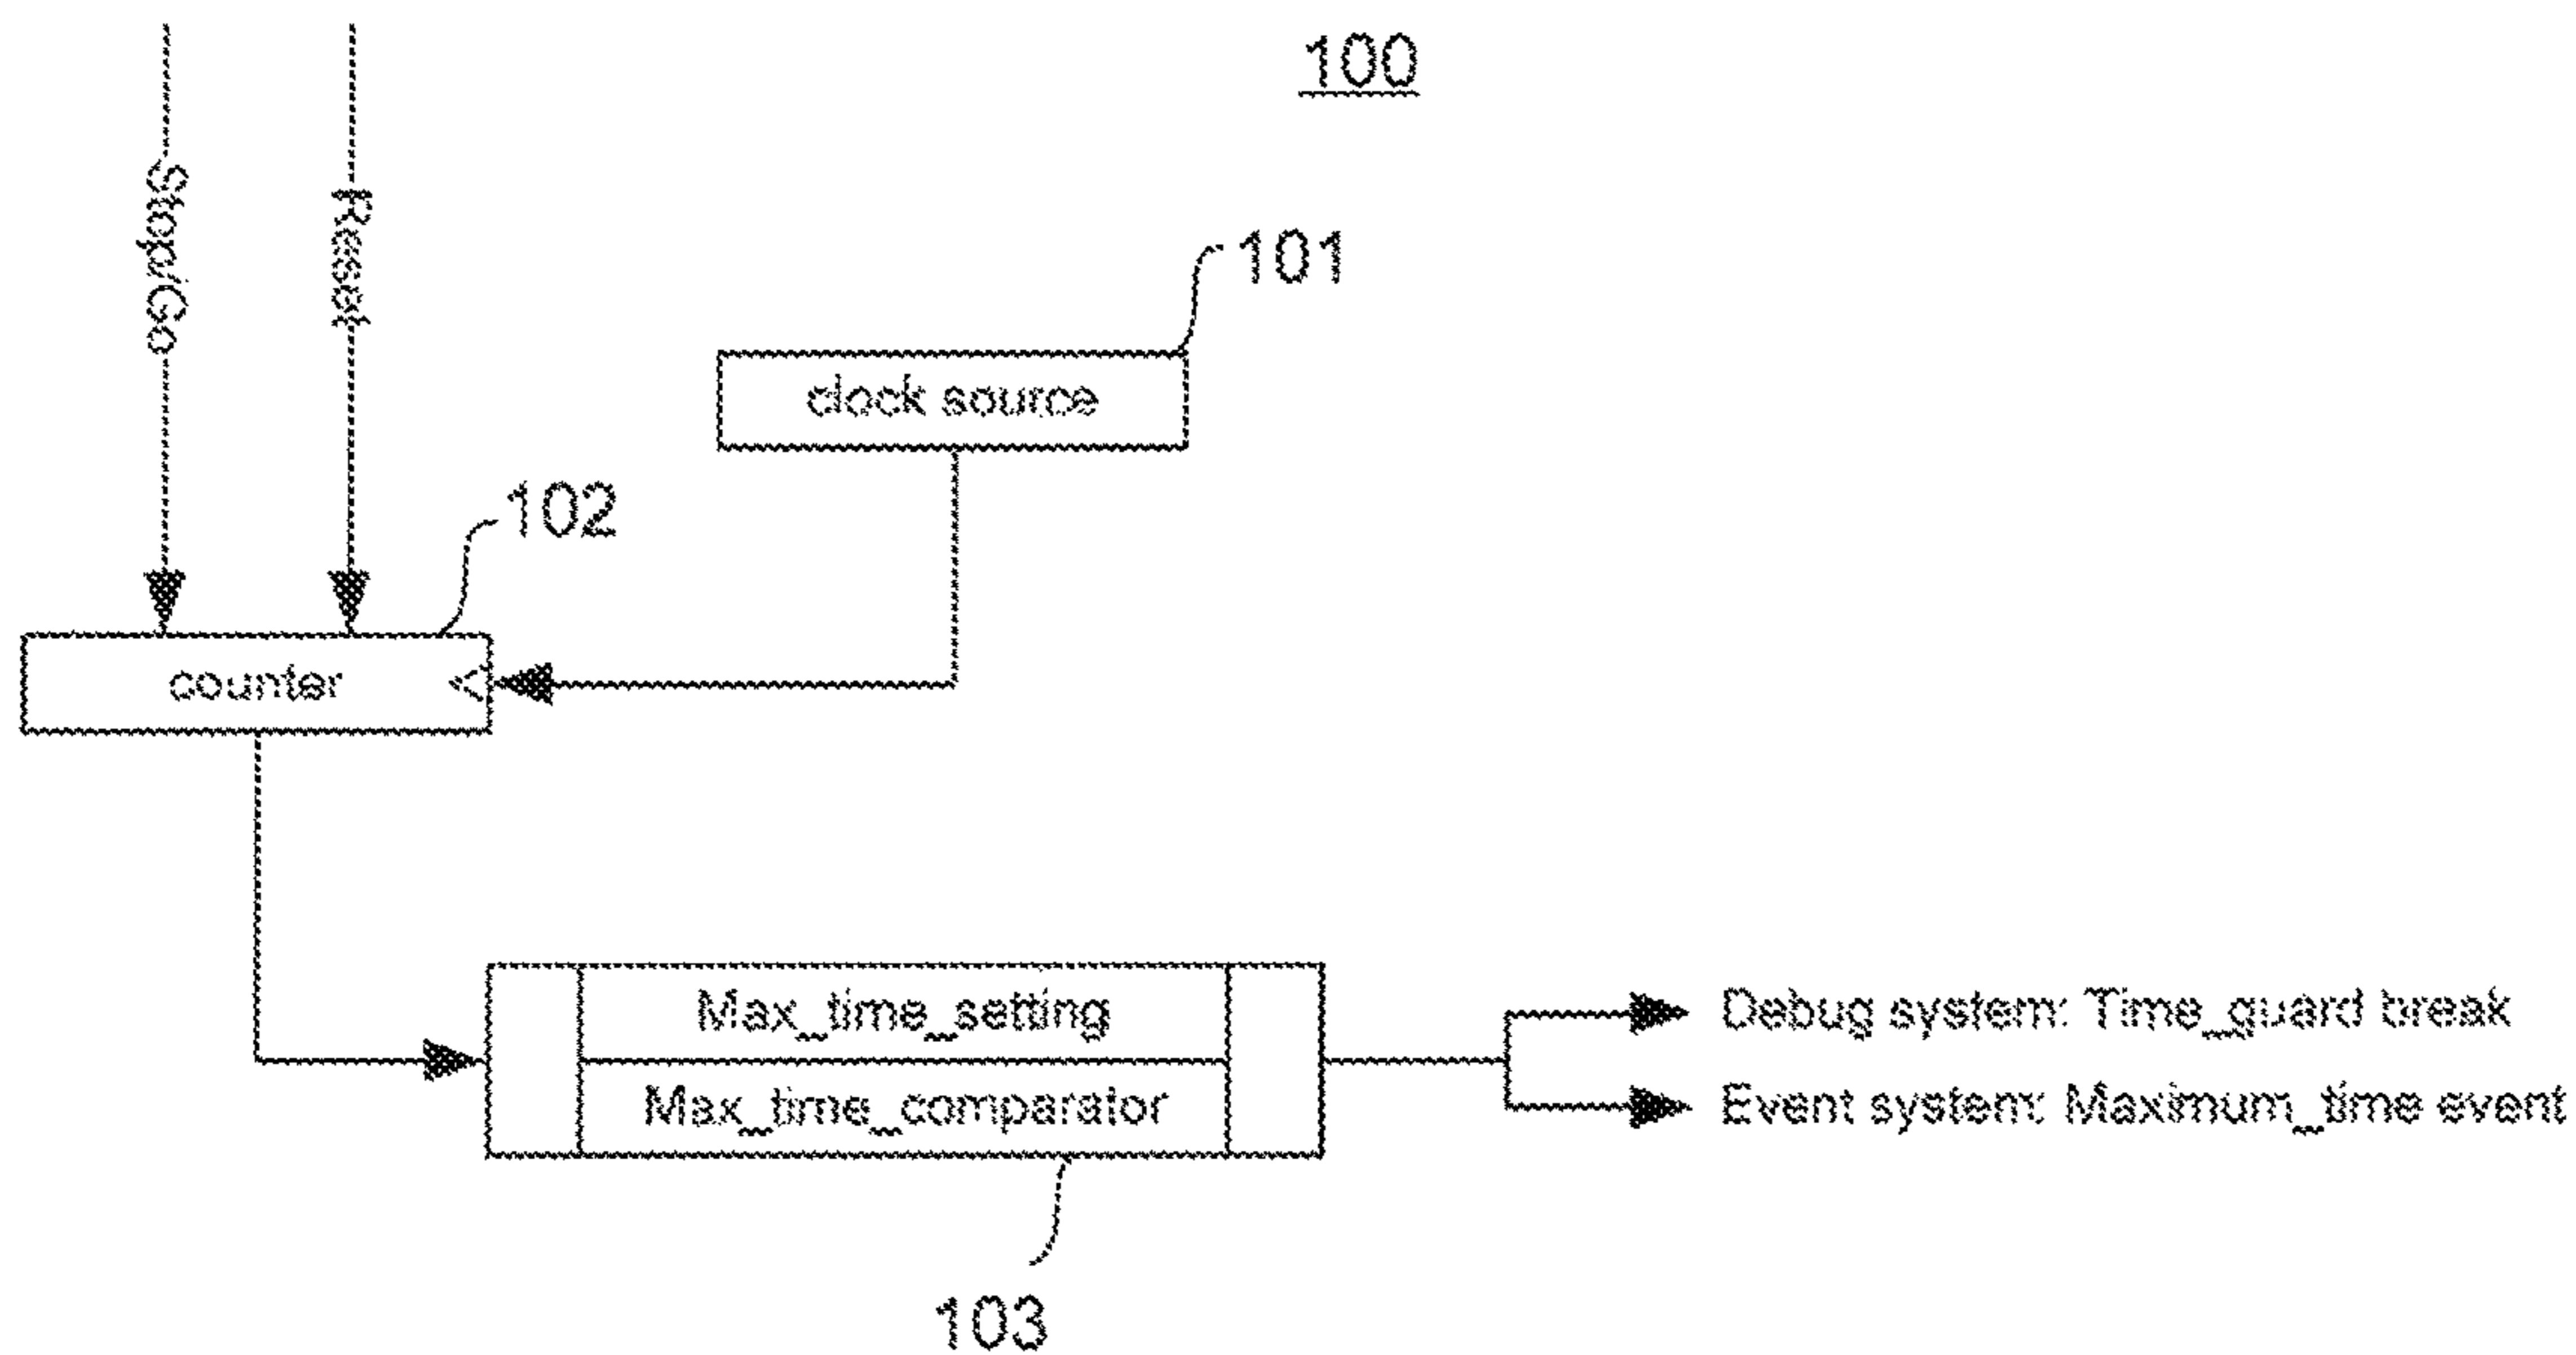 100
Stop/Go
Reset
101
clock source
102
counter
Max_time_setting
Debug system: Time_guard break
Max_time_comparator
Event system: Maximum_time event
103